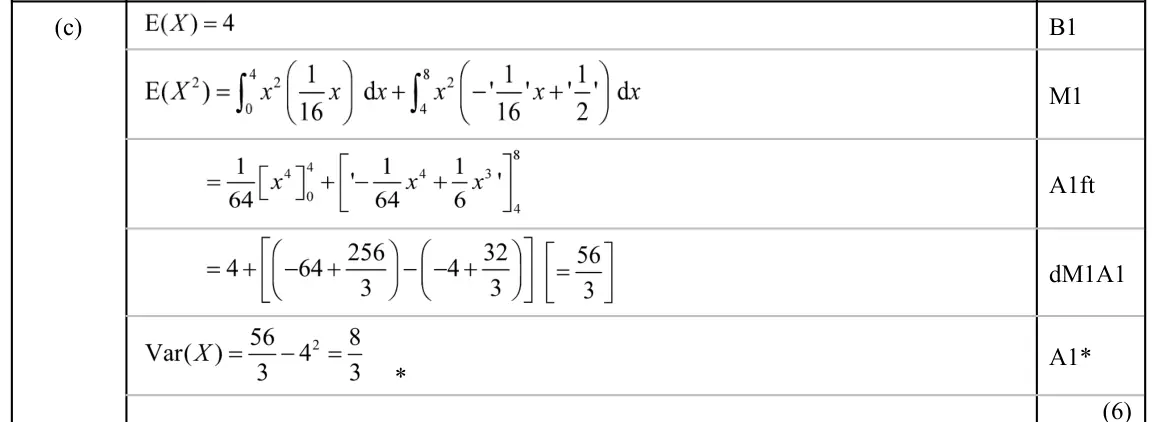 (c) E(X) = 4 B1
E(X²) = ∫₀⁴ x² (1/16 x) dx + ∫₄⁸ x² (−'1/16'x + '1/2') dx M1
= 1/64 [x⁴]₀⁴ + ['−1/64 x⁴ + 1/6 x³']₄⁸ A1ft
= 4 + [(−64 + 256/3) − (−4 + 32/3)] [= 56/3] dM1A1
Var(X) = 56/3 − 4² = 8/3 * A1*
(6)